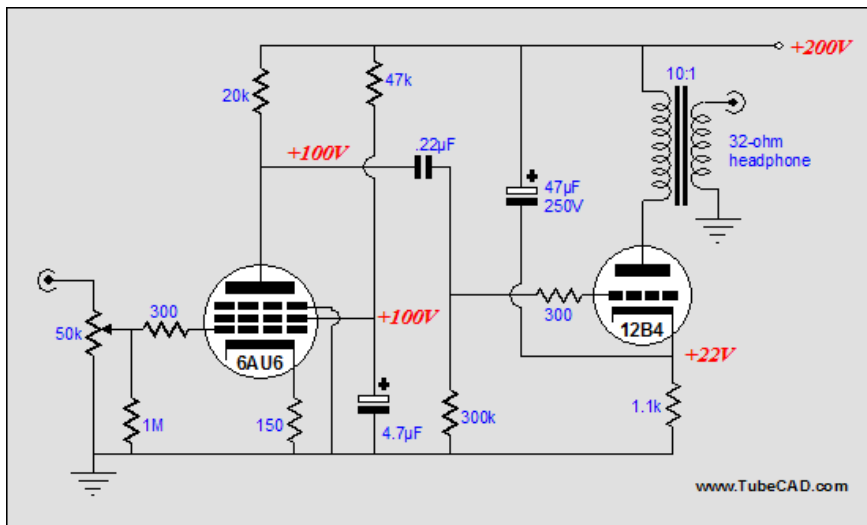 +200V
10:1
20k
47k
+100V
.22µF
47µF
250V
32-ohm
headphone
300
50k
+100V
300
12B4
+22V
6AU6
1M
150
4.7µF
300k
1.1k
www.TubeCAD.com